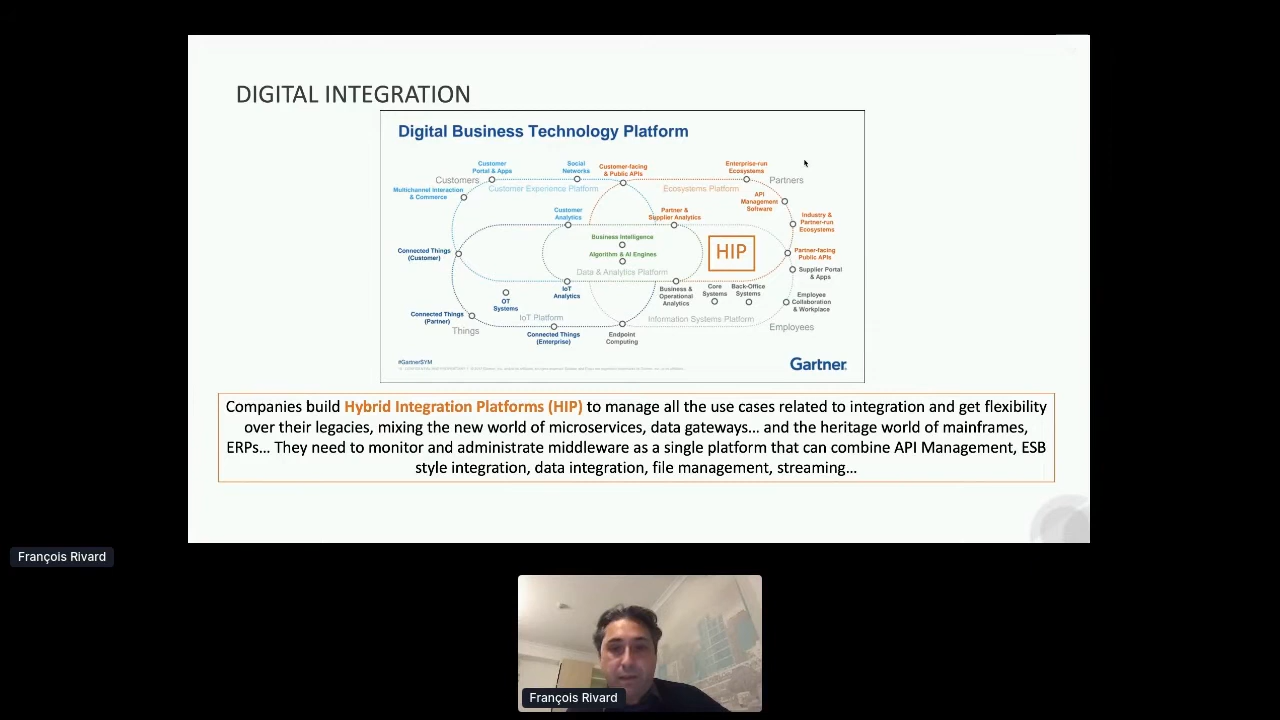 DIGITAL INTEGRATION
Digital Business Technology Platform
Customer
Portal & Apps
Social
Networks
Customer-facing
& Public APIs
Enterprise-run
Ecosystems
Customers
Partners
Multichannel Interaction
& Commerce
Customer Experience Platform
Ecosystems Platform
API
Management
Software
Customer
Analytics
Partner &
Supplier Analytics
Industry &
Partner-run
Ecosystems
Business Intelligence
Connected Things
(Customer)
Algorithm & AI Engines
HIP
Partner-facing
Public APIs
Data & Analytics Platform
Supplier Portal
& Apps
OT
Systems
IoT
Analytics
Business &
Operational
Analytics
Core
Systems
Back-Office
Systems
Employee
Collaboration
& Workplace
Connected Things
(Partner)
IoT Platform
Information Systems Platform
Things
Employees
Connected Things
(Enterprise)
Endpoint
Computing
#GartnerSYM
Gartner
Companies build Hybrid Integration Platforms (HIP) to manage all the use cases related to integration and get flexibility
over their legacies, mixing the new world of microservices, data gateways... and the heritage world of mainframes,
ERPs... They need to monitor and administrate middleware as a single platform that can combine API Management, ESB
style integration, data integration, file management, streaming...
François Rivard
François Rivard